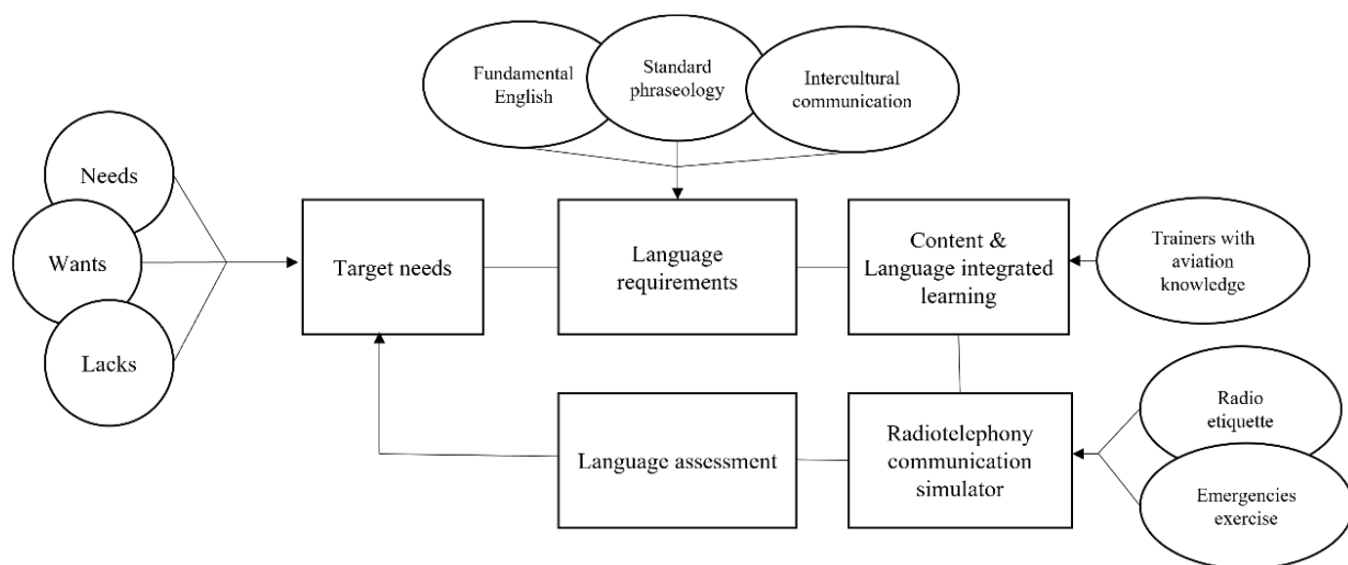 Fundamental
English
Standard
phraseology
Intercultural
communication
Needs
Wants
Lacks
Target needs
Language
requirements
Content &
Language integrated
learning
Trainers with
aviation
knowledge
Language assessment
Radiotelephony
communication
simulator
Radio
etiquette
Emergencies
exercise